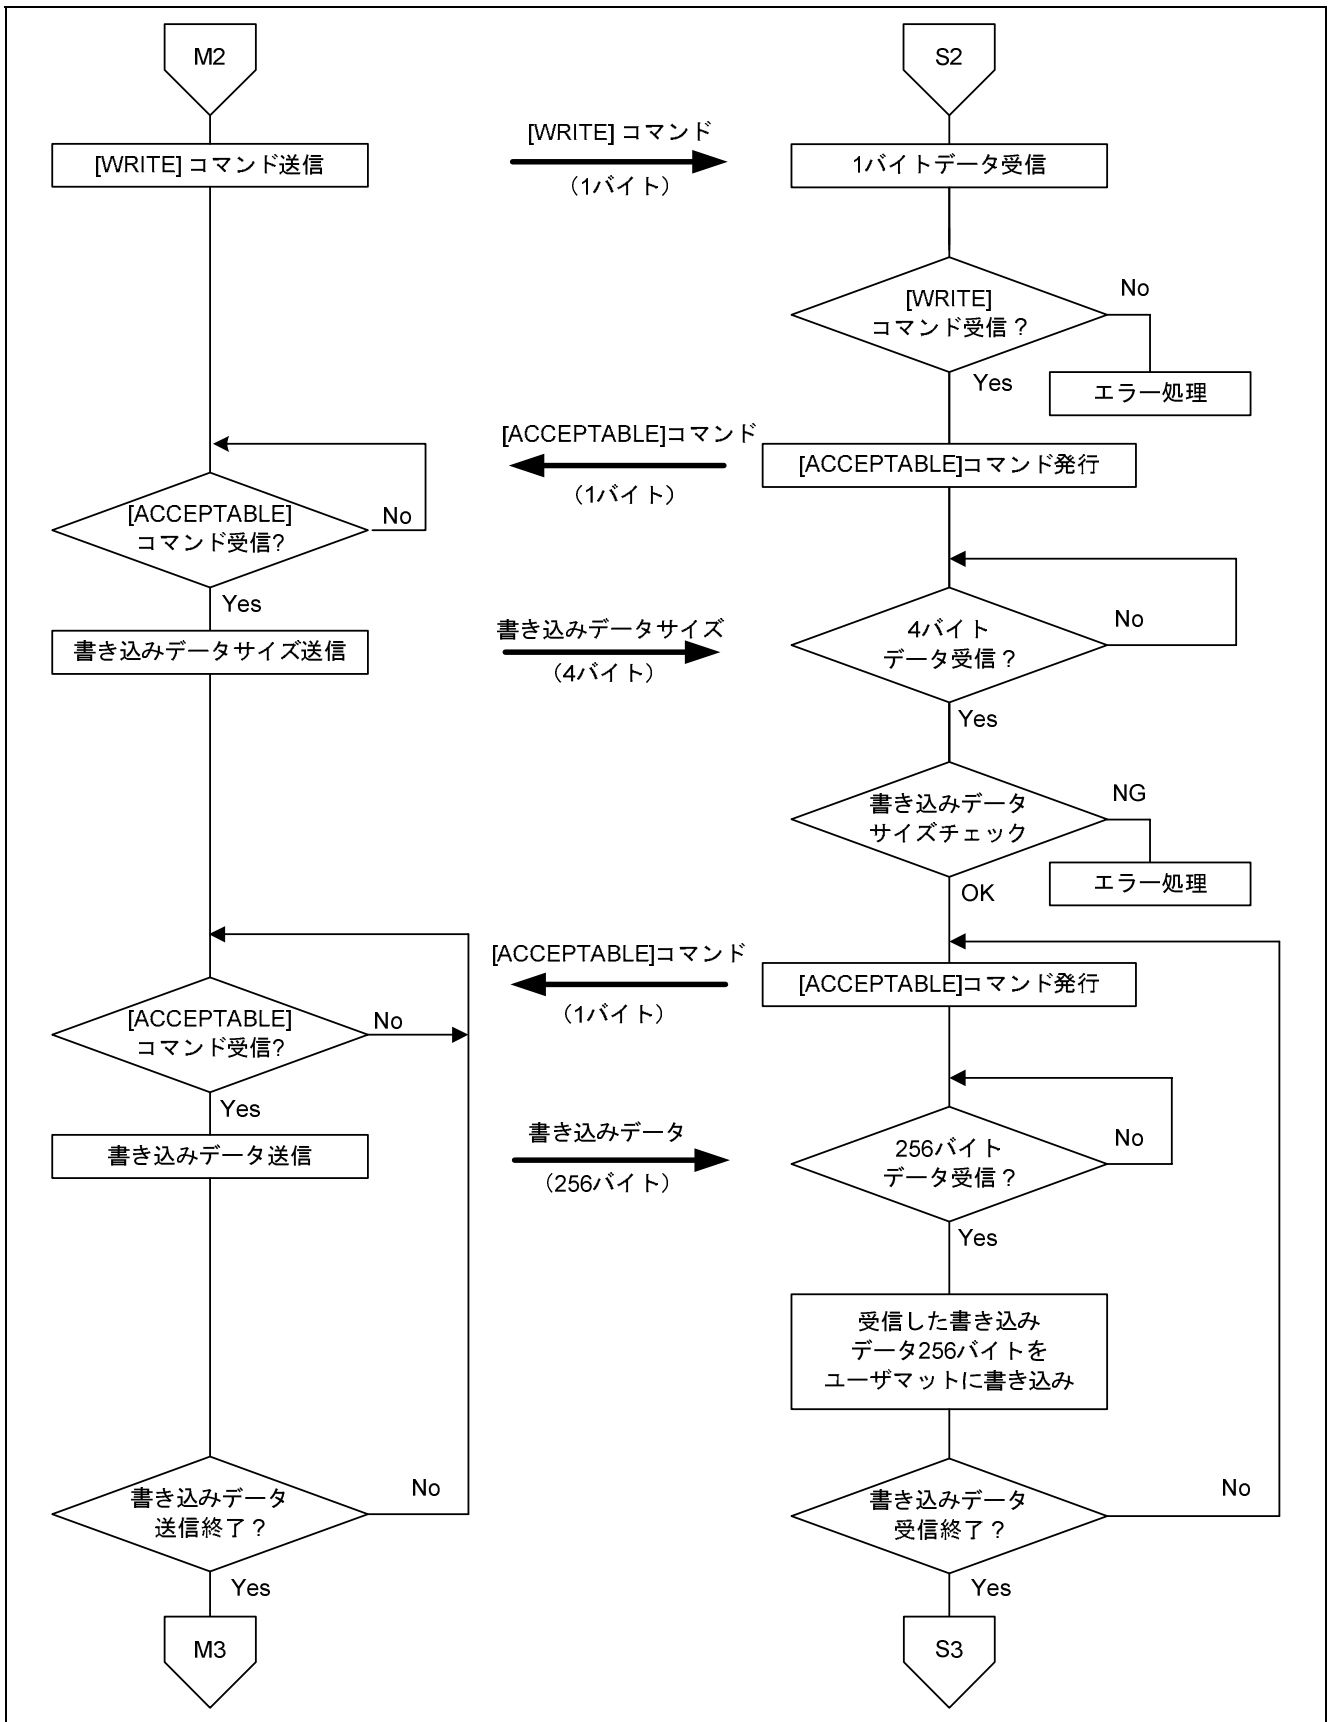 M2
S2
[WRITE] コマンド
[WRITE] コマンド送信
1バイトデータ受信
(1バイト)
No
[WRITE]
コマンド受信?
Yes
エラー処理
[ACCEPTABLE]コマンド
[ACCEPTABLE]コマンド発行
(1バイト)
[ACCEPTABLE]
コマンド受信?
No
Yes
書き込みデータサイズ送信
書き込みデータサイズ
(4バイト)
4バイト
データ受信?
No
Yes
書き込みデータ
サイズチェック
NG
エラー処理
OK
[ACCEPTABLE]コマンド
[ACCEPTABLE]コマンド発行
(1バイト)
[ACCEPTABLE]
コマンド受信?
No
Yes
書き込みデータ送信
書き込みデータ
(256バイト)
256バイト
データ受信?
No
Yes
受信した書き込み
データ256バイトを
ユーザマットに書き込み
書き込みデータ
送信終了?
No
Yes
書き込みデータ
受信終了?
No
Yes
M3
S3